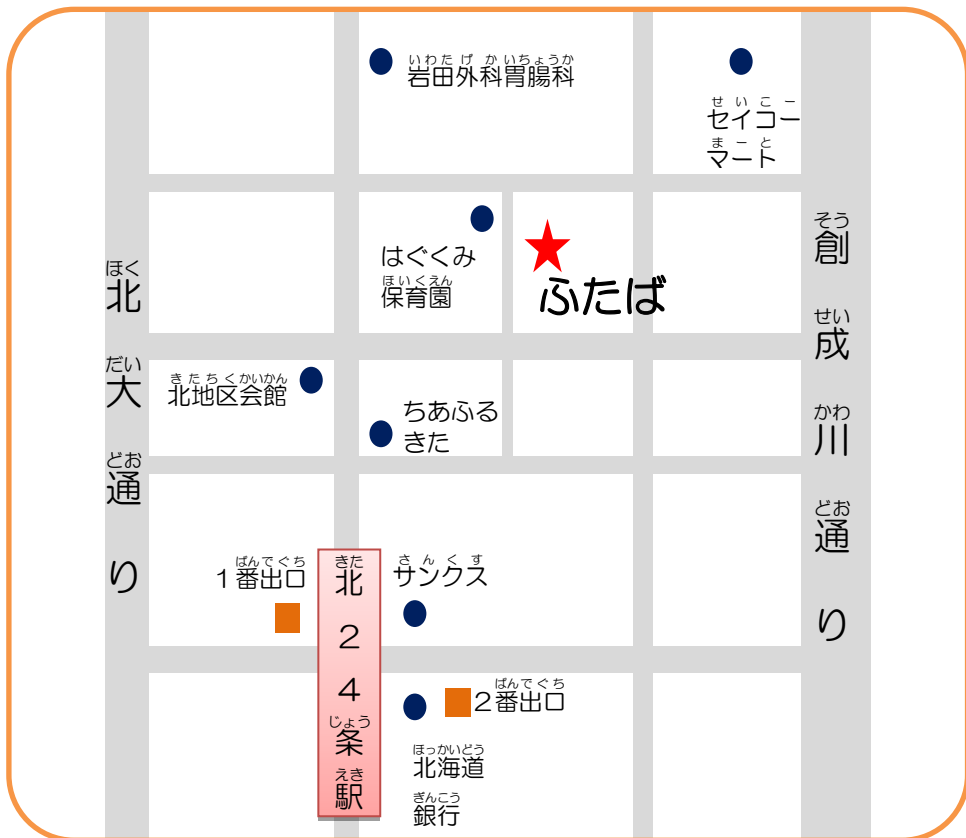 いわたげかいちょうか
岩田外科胃腸科
せいこー
セイコー
まーと
マート
はぐくみ
ほいくえん
保育園
ふたば
ほく
北
だい
大
どお
通
り
そう
創
せい
成
かわ
川
どお
通
り
きたちくかいかん
北地区会館
ちあふる
きた
ばんでぐち
1番出口
きた
北
2
4
じょう
条
えき
駅
さんくす
サンクス
ばんでぐち
2番出口
ほっかいどう
北海道
ぎんこう
銀行